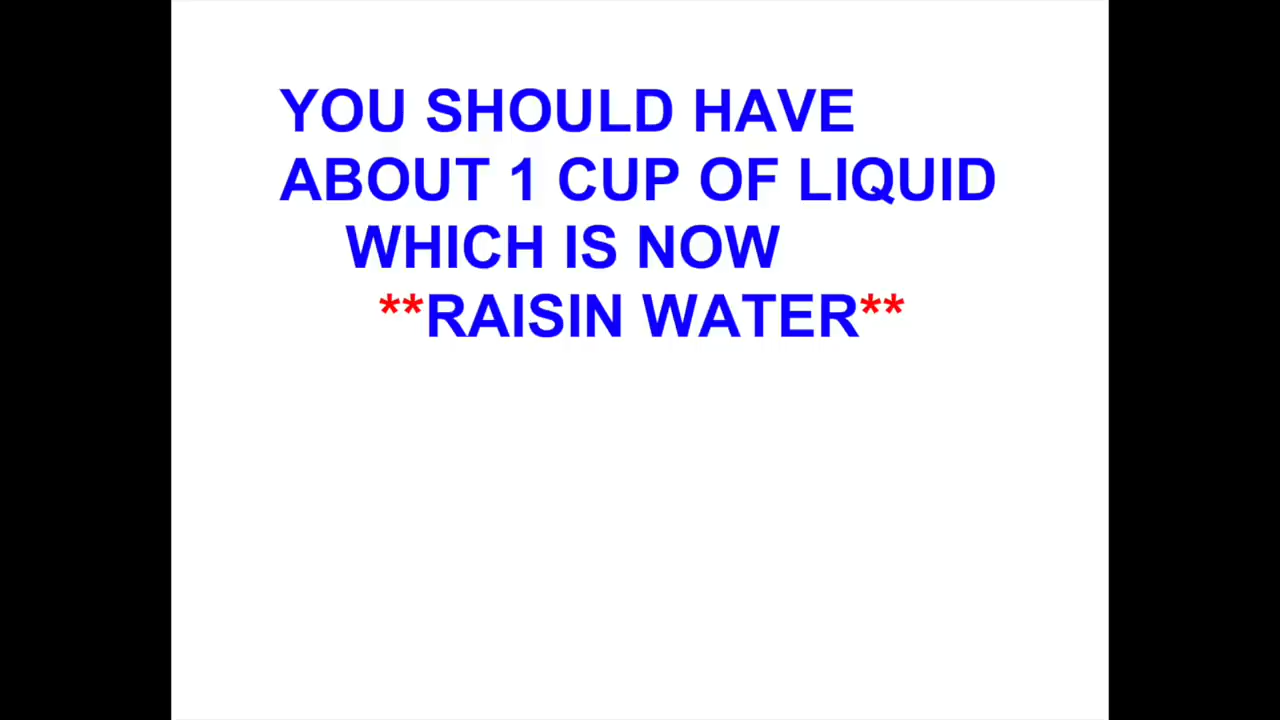 YOU SHOULD HAVE
ABOUT 1 CUP OF LIQUID
WHICH IS NOW
**RAISIN WATER**